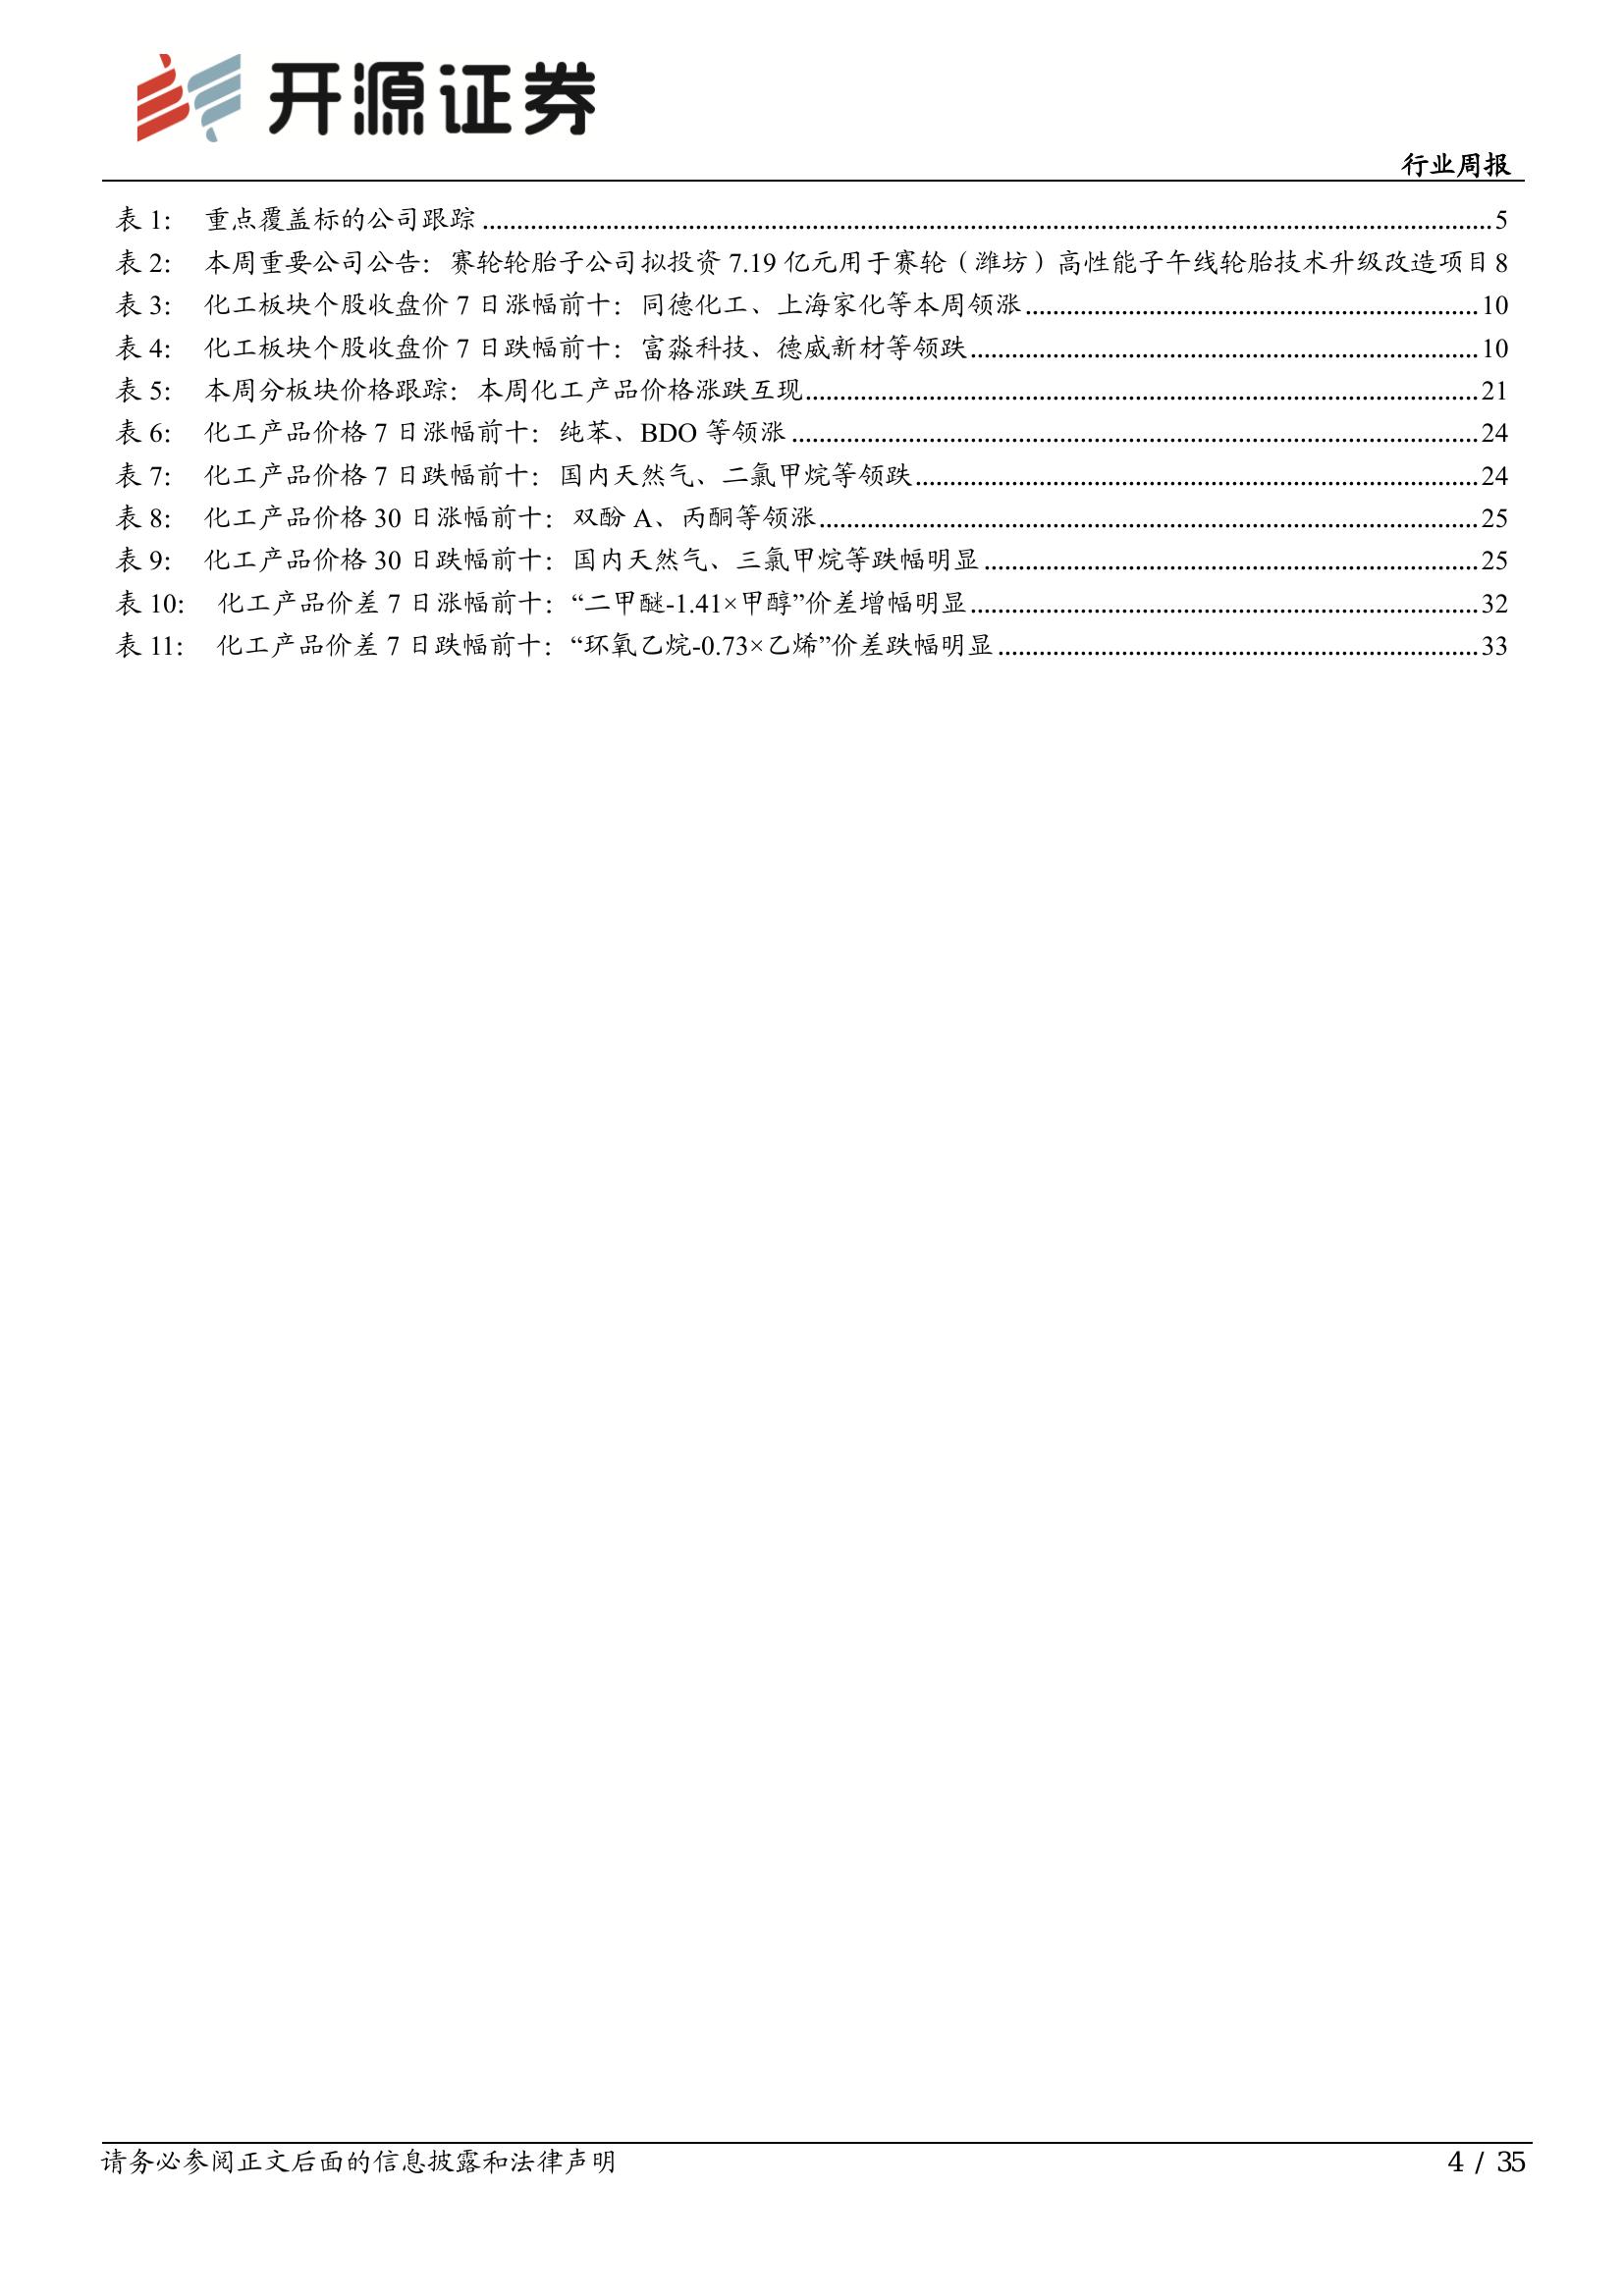 开源证券
行业周报
表 1： 重点覆盖标的公司跟踪 ........................................ 5
表 2： 本周重要公司公告：赛轮轮胎子公司拟投资 7.19 亿元用于赛轮（潍坊）高性能子午线轮胎技术升级改造项目 8
表 3： 化工板块个股收盘价 7 日涨幅前十：同德化工、上海家化等本周领涨 ........................................ 10
表 4： 化工板块个股收盘价 7 日跌幅前十：富淼科技、德威新材等领跌 ........................................ 10
表 5： 本周分板块价格跟踪：本周化工产品价格涨跌互现 ........................................ 21
表 6： 化工产品价格 7 日涨幅前十：纯苯、BDO 等领涨 ........................................ 24
表 7： 化工产品价格 7 日跌幅前十：国内天然气、二氯甲烷等领跌 ........................................ 24
表 8： 化工产品价格 30 日涨幅前十：双酚 A、丙酮等领涨 ........................................ 25
表 9： 化工产品价格 30 日跌幅前十：国内天然气、三氯甲烷等跌幅明显 ........................................ 25
表 10： 化工产品价差 7 日涨幅前十：“二甲醚-1.41×甲醇”价差增幅明显 ........................................ 32
表 11： 化工产品价差 7 日跌幅前十：“环氧乙烷-0.73×乙烯”价差跌幅明显 ........................................ 33
请务必参阅正文后面的信息披露和法律声明
4 / 35